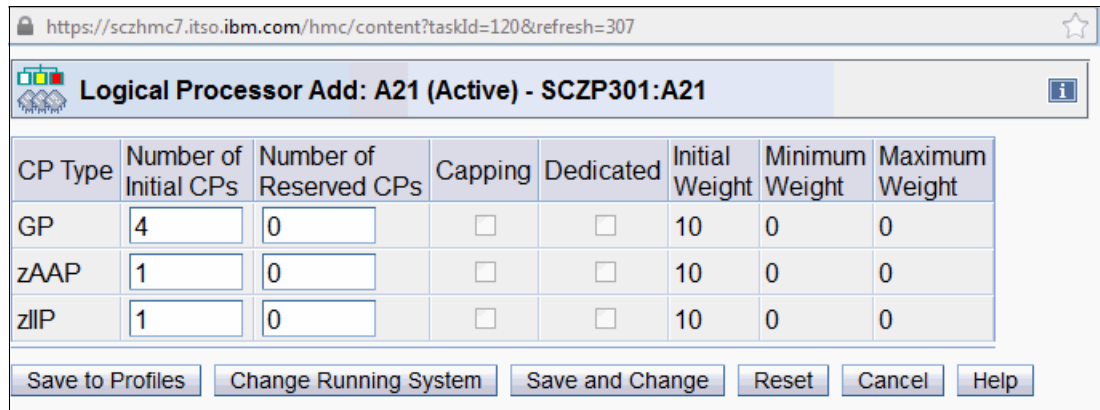 https://sczhmc7.itso.ibm.com/hmc/content?taskId=120&refresh=307
Logical Processor Add: A21 (Active) - SCZP301:A21
i
CP Type Number of Initial CPs Number of Reserved CPs Capping Dedicated Initial Weight Minimum Weight Maximum Weight
GP 4 0 10 0 0
zAAP 1 0 10 0 0
zIIP 1 0 10 0 0
Save to Profiles Change Running System Save and Change Reset Cancel Help